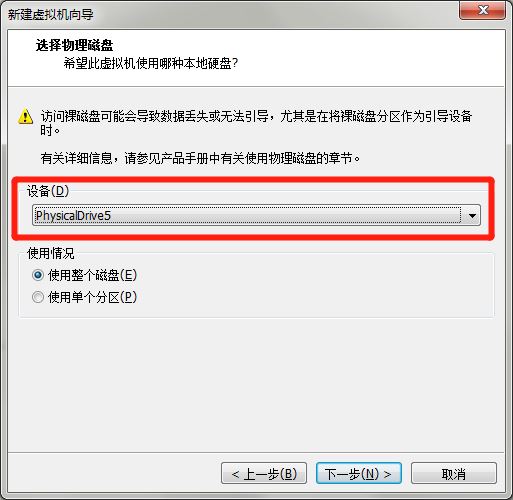 新建虚拟机向导
选择物理磁盘
希望此虚拟机使用哪种本地硬盘?
访问裸磁盘可能会导致数据丢失或无法引导，尤其是在将裸磁盘分区作为引导设备
时。
有关详细信息，请参见产品手册中有关使用物理磁盘的章节。
设备(D)
PhysicalDrive5
使用情况
使用整个磁盘(E)
使用单个分区(P)
< 上一步(B)
下一步(N) >
取消